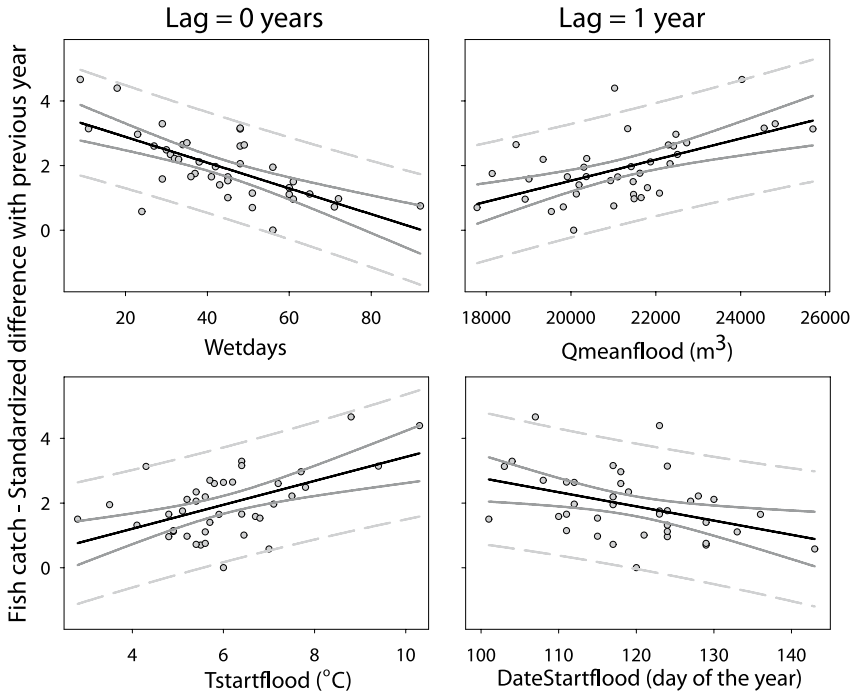 Lag = 0 years
Lag = 1 year
Fish catch - Standardized difference with previous year
4
2
0
20 40 60 80
Wetdays
18000 20000 22000 24000 26000
Qmeanflood (m³)
4
2
0
4 6 8 10
Tstartflood (°C)
100 110 120 130 140
DateStartflood (day of the year)